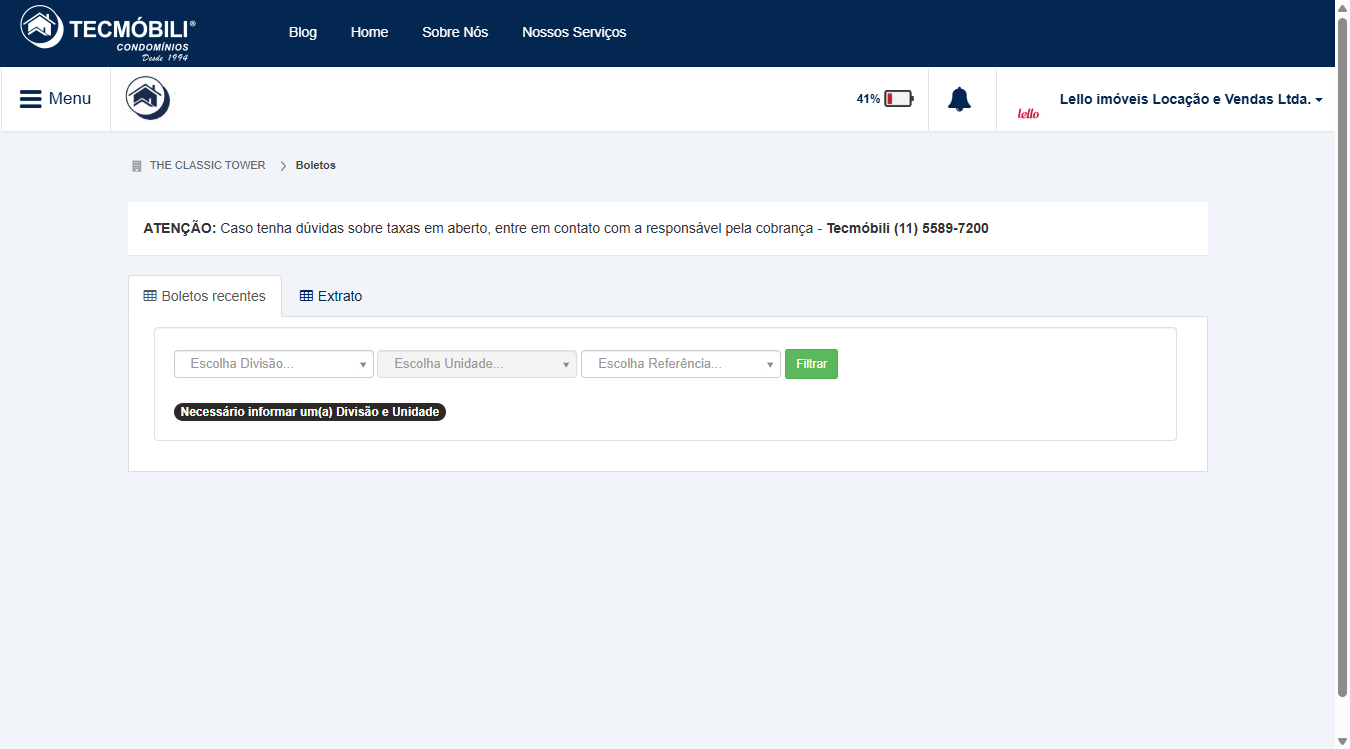 TECMÓBILI®
CONDOMÍNIOS
Desde 1994
Blog Home Sobre Nós Nossos Serviços
Menu
41%
lello
Lello imóveis Locação e Vendas Ltda.
THE CLASSIC TOWER > Boletos
ATENÇÃO: Caso tenha dúvidas sobre taxas em aberto, entre em contato com a responsável pela cobrança - Tecmóbili (11) 5589-7200
Boletos recentes Extrato
Escolha Divisão... Escolha Unidade... Escolha Referência... Filtrar
Necessário informar um(a) Divisão e Unidade